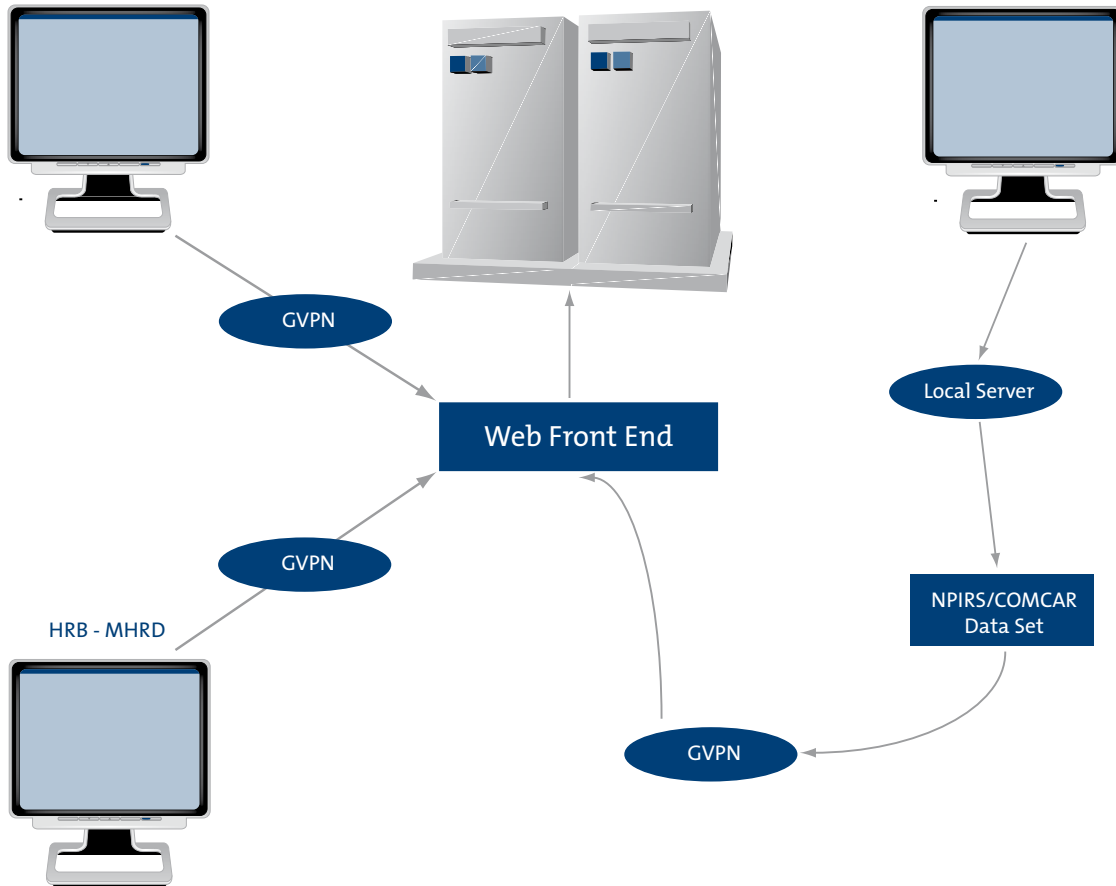 GVPN
Local Server
Web Front End
GVPN
NPIRS/COMCAR
Data Set
HRB - MHRD
GVPN